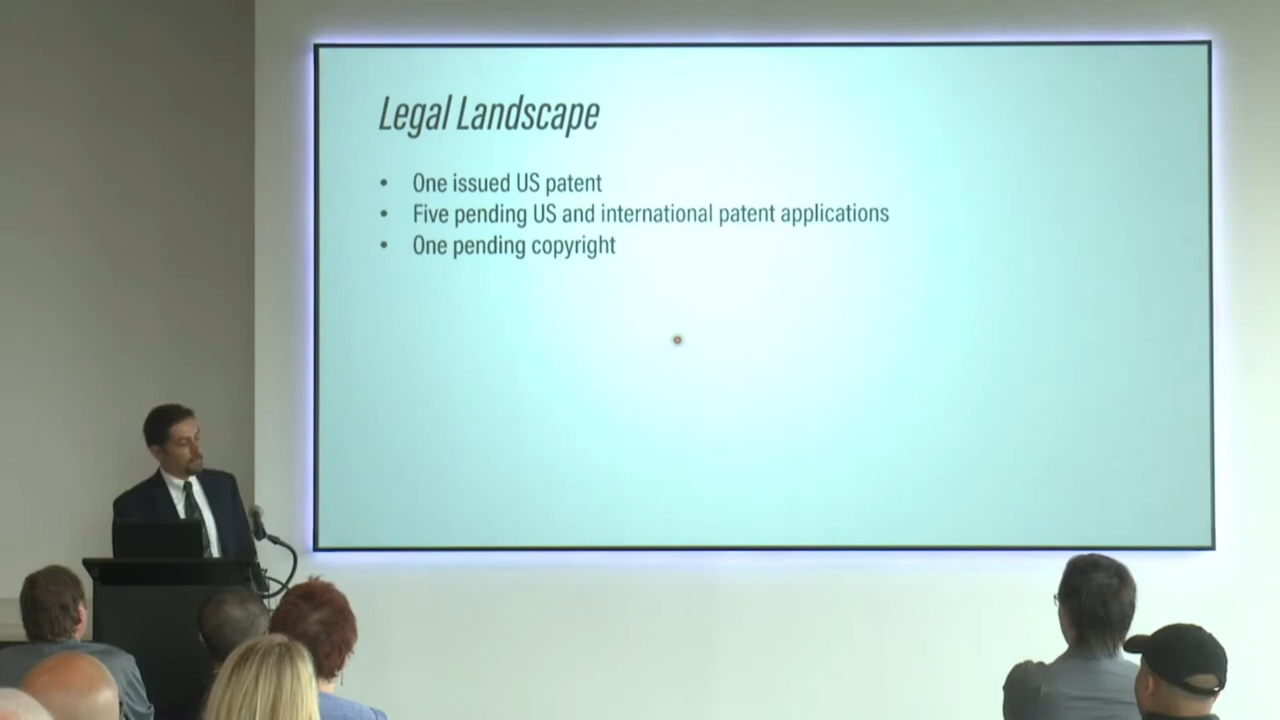 Legal Landscape
• One issued US patent
• Five pending US and international patent applications
• One pending copyright